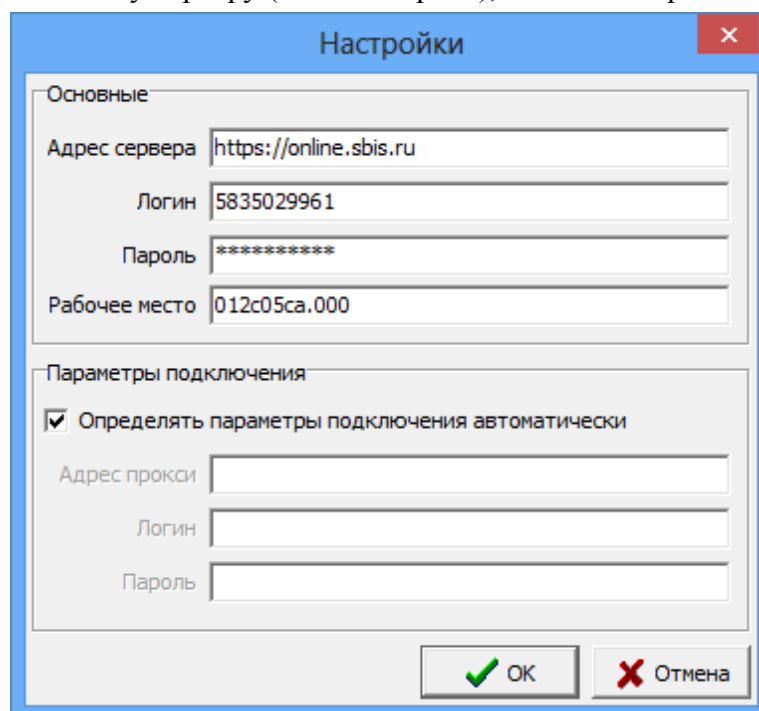 Настройки
Основные
Адрес сервера https://online.sbis.ru
Логин 5835029961
Пароль **********
Рабочее место 012c05ca.000
Параметры подключения
Определять параметры подключения автоматически
Адрес прокси
Логин
Пароль
OK Отмена